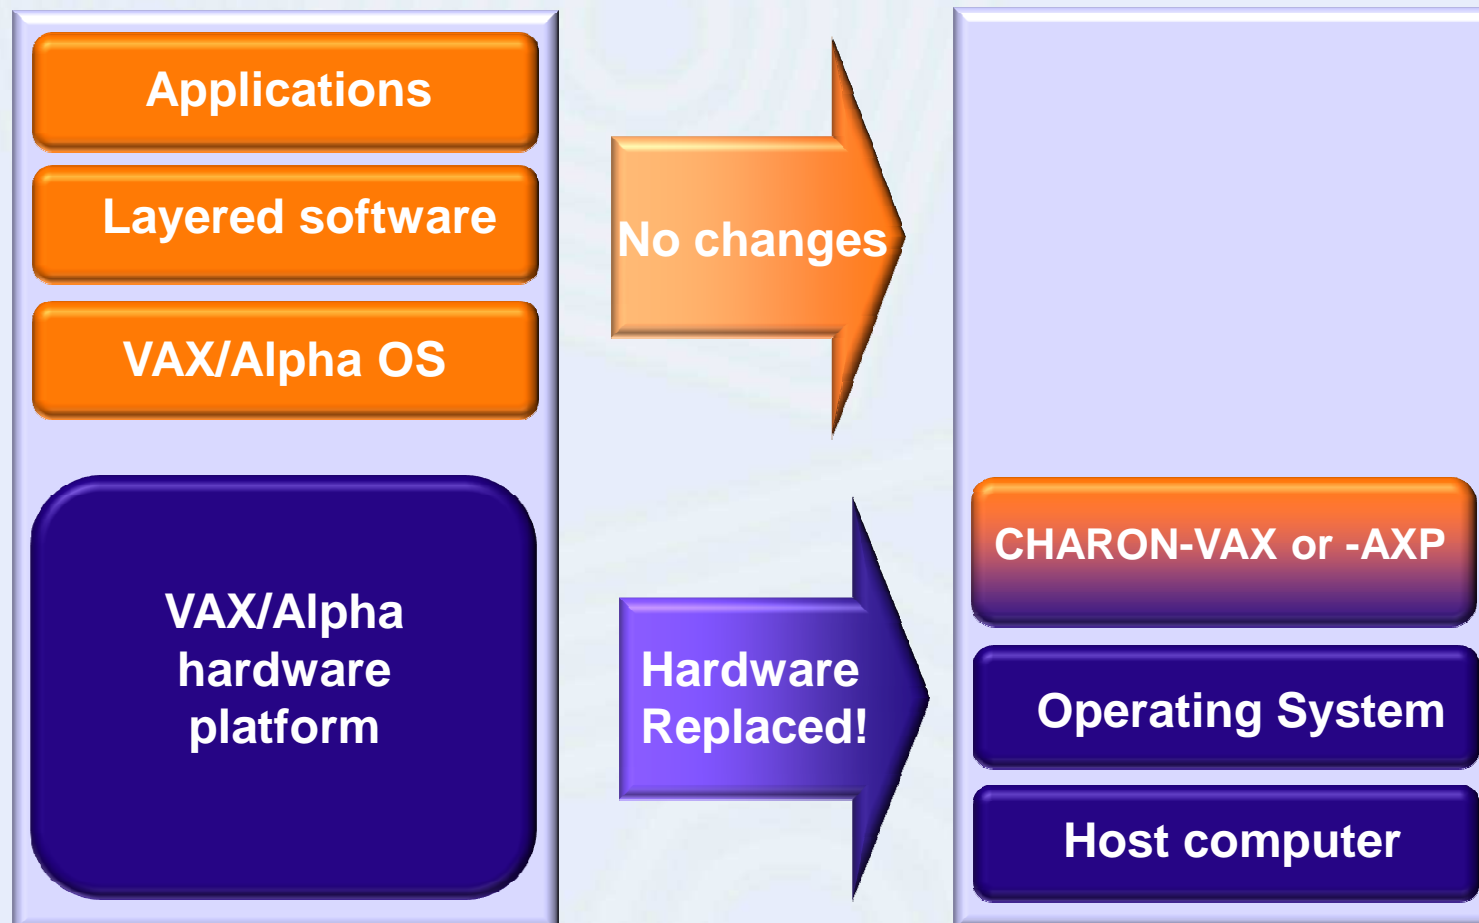 Applications
Layered software
VAX/Alpha OS
VAX/Alpha
hardware
platform
No changes
Hardware
Replaced!
CHARON-VAX or -AXP
Operating System
Host computer